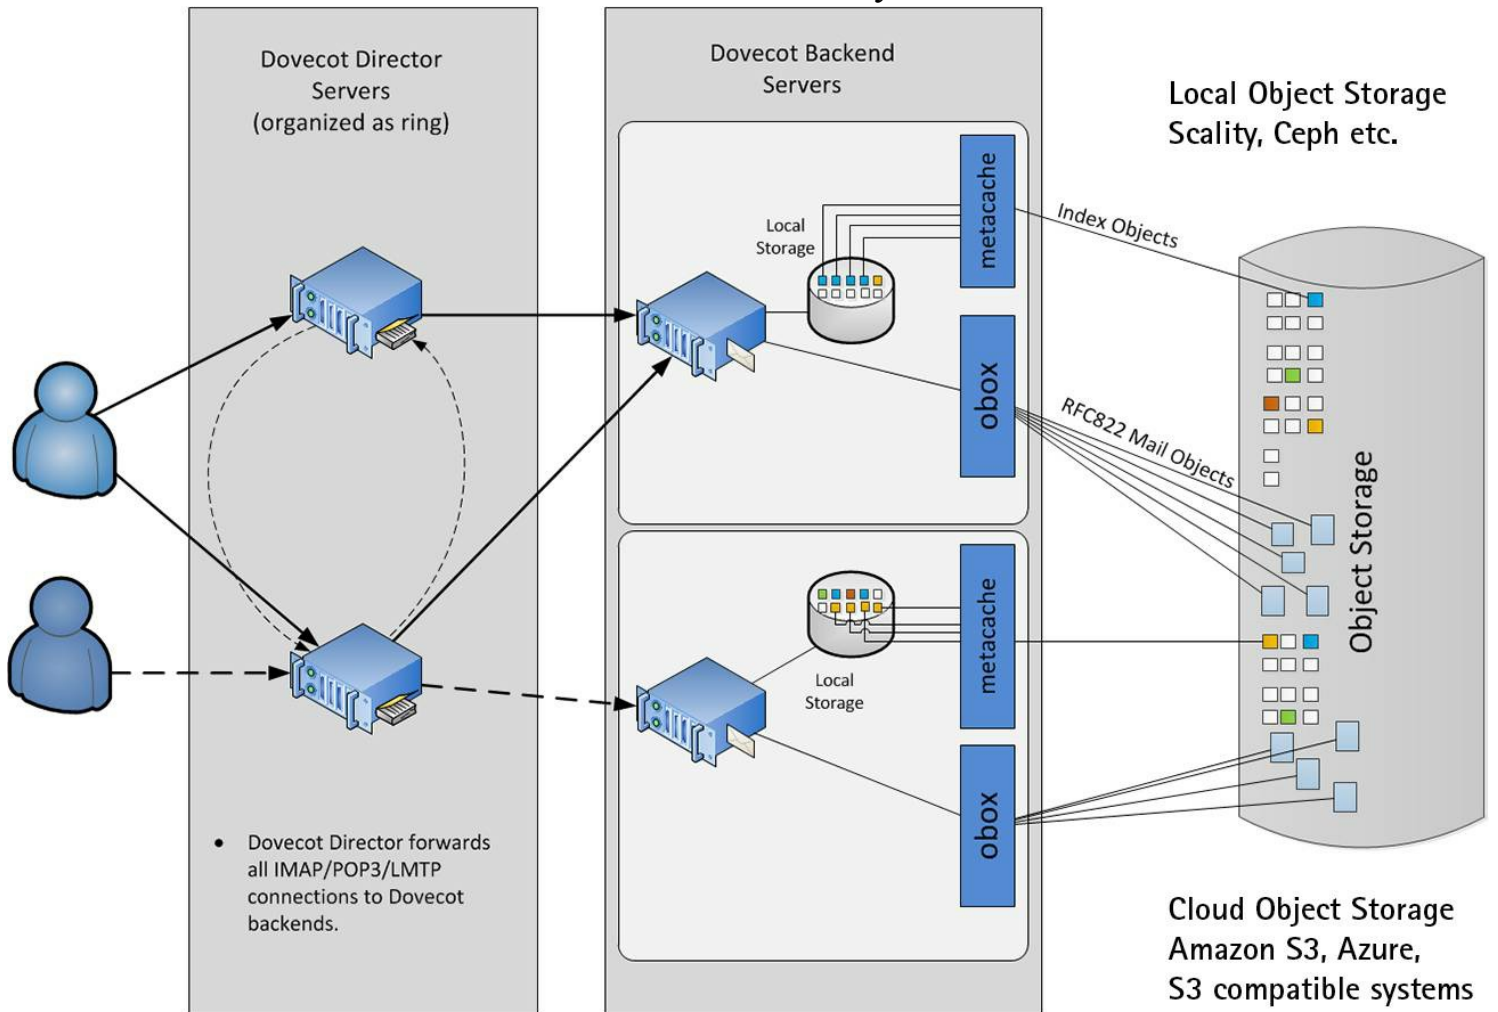 Dovecot Director
Servers
(organized as ring)
Dovecot Backend
Servers
Local Object Storage
Scality, Ceph etc.
metacache
Local
Storage
Index Objects
obox
RFC822 Mail Objects
Object Storage
metacache
Local
Storage
obox
• Dovecot Director forwards
all IMAP/POP3/LMTP
connections to Dovecot
backends.
Cloud Object Storage
Amazon S3, Azure,
S3 compatible systems